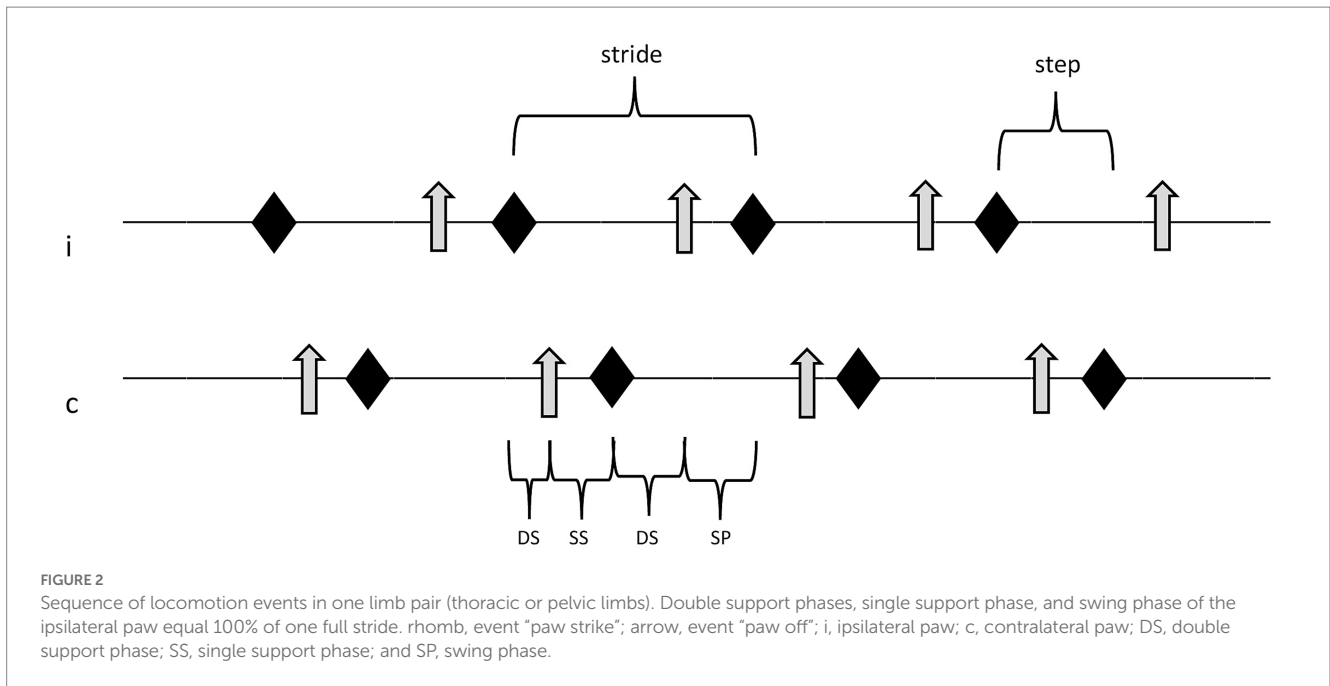 stride
step
i
c
DS SS DS SP
FIGURE 2
Sequence of locomotion events in one limb pair (thoracic or pelvic limbs). Double support phases, single support phase, and swing phase of the
ipsilateral paw equal 100% of one full stride. rhomb, event “paw strike”; arrow, event “paw off”; i, ipsilateral paw; c, contralateral paw; DS, double
support phase; SS, single support phase; and SP, swing phase.